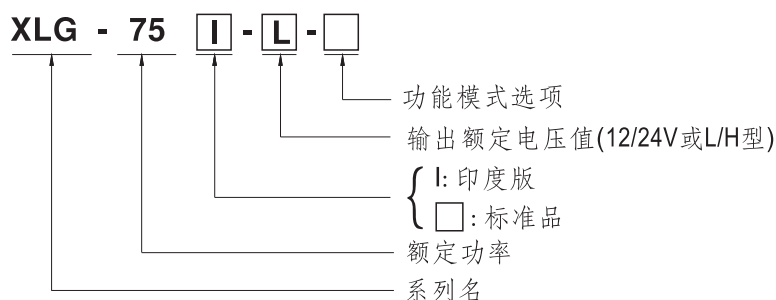 XLG - 75 I - L - □
功能模式选项
输出额定电压值(12/24V或L/H型)
I: 印度版
□: 标准品
额定功率
系列名